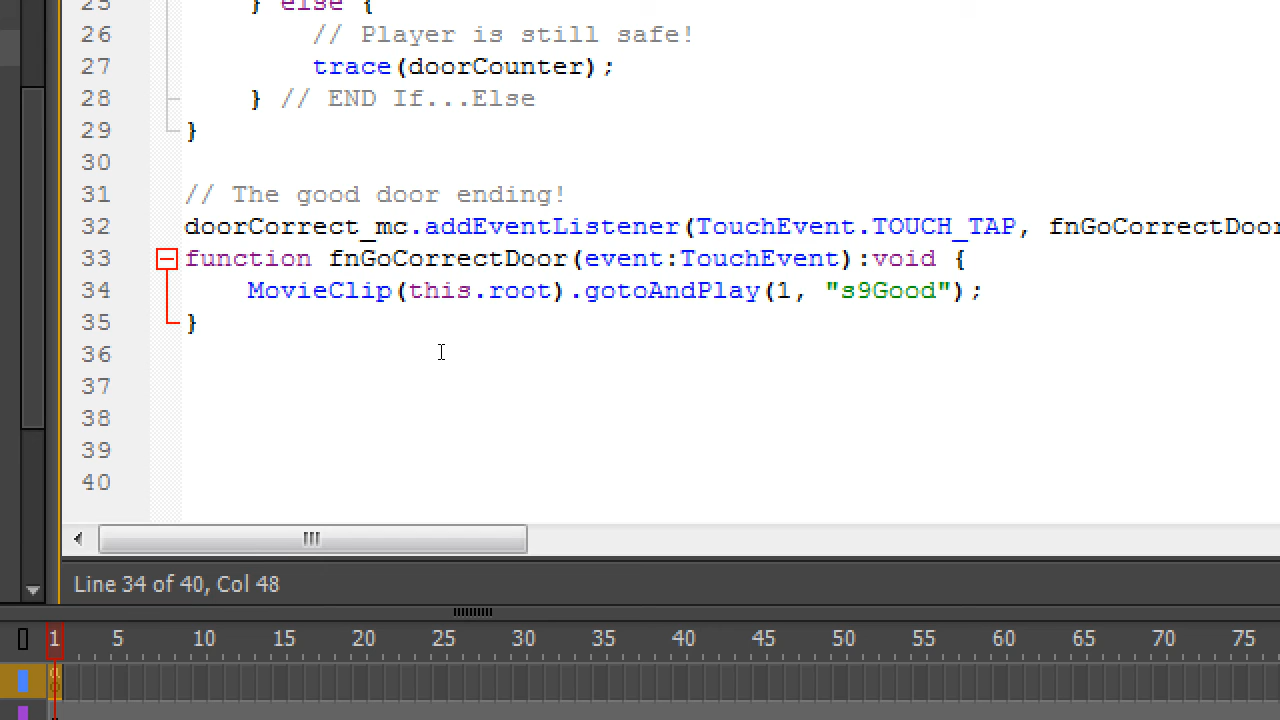 25 } else {
26 // Player is still safe!
27 trace(doorCounter);
28 } // END If...Else
29 }
30
31 // The good door ending!
32 doorCorrect_mc.addEventListener(TouchEvent.TOUCH_TAP, fnGoCorrectDoor
33 function fnGoCorrectDoor(event:TouchEvent):void {
34 MovieClip(this.root).gotoAndPlay(1, "s9Good");
35 }
36
37
38
39
40
Line 34 of 40, Col 48
1 5 10 15 20 25 30 35 40 45 50 55 60 65 70 75